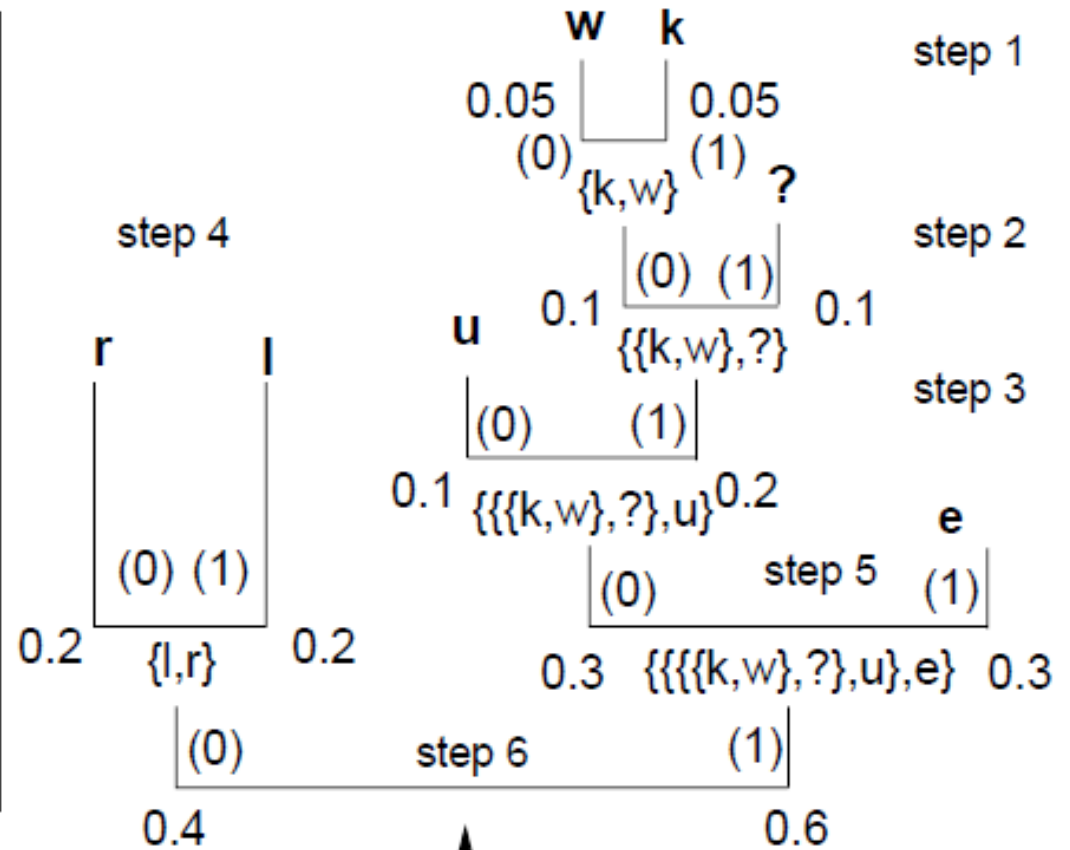 w k
step 1
0.05 0.05
(0) (1)
{k,w} ?
step 4
step 2
(0) (1)
0.1 0.1
u
{{k,w},?}
r l
step 3
(0) (1)
0.1 {{{k,w},?},u} 0.2
e
(0) (1)
(0) step 5 (1)
0.2 {l,r} 0.2
0.3 {{{{k,w},?},u},e} 0.3
(0) step 6 (1)
0.4 0.6